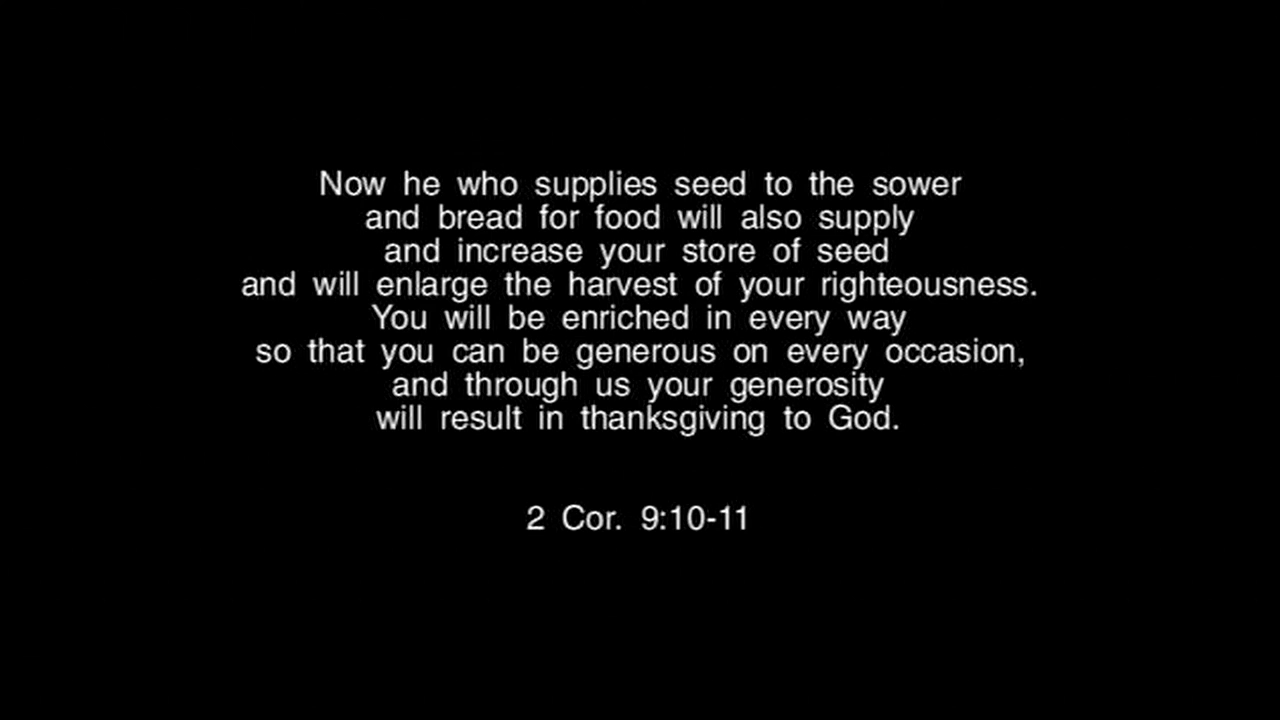 Now he who supplies seed to the sower
and bread for food will also supply
and increase your store of seed
and will enlarge the harvest of your righteousness.
You will be enriched in every way
so that you can be generous on every occasion,
and through us your generosity
will result in thanksgiving to God.
2 Cor. 9:10-11